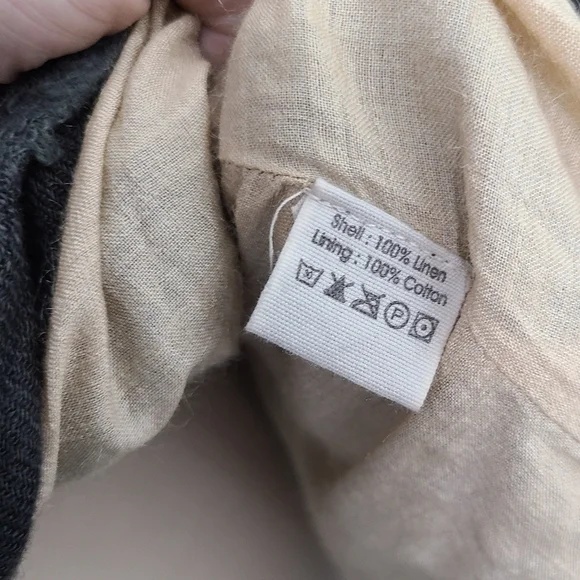 Shell : 100% Linen
Lining : 100% Cotton
P